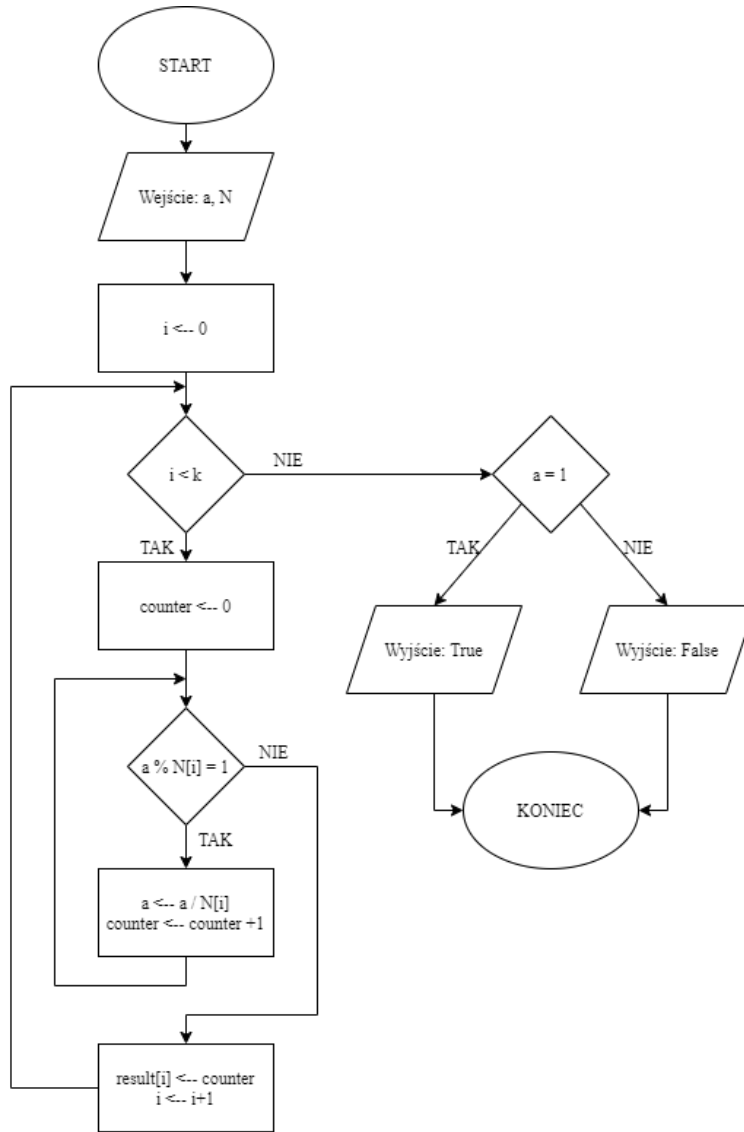 START
Wejście: a, N
i <-- 0
i < k
NIE
a = 1
TAK
TAK
NIE
counter <-- 0
Wyjście: True
Wyjście: False
a % N[i] = 1
NIE
KONIEC
TAK
a <-- a / N[i]
counter <-- counter +1
result[i] <-- counter
i <-- i+1